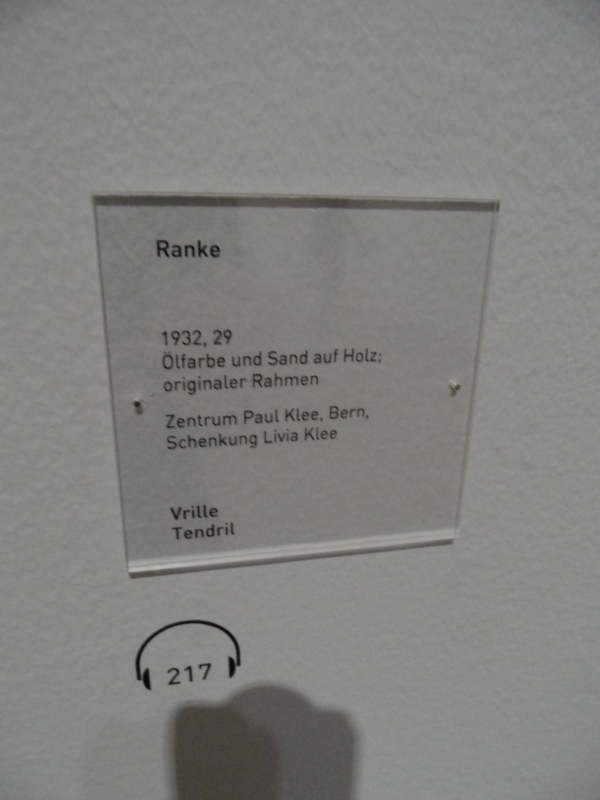 Ranke
1932, 29
Ölfarbe und Sand auf Holz;
originaler Rahmen
Zentrum Paul Klee, Bern,
Schenkung Livia Klee
Vrille
Tendril
217